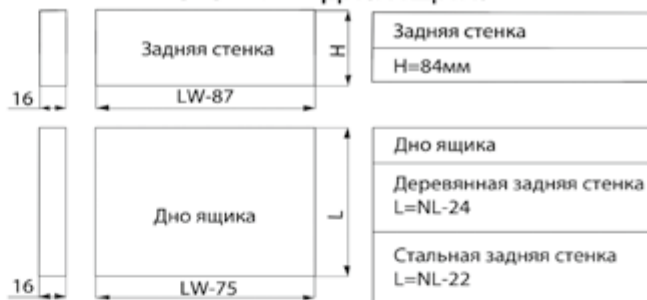 Задняя стенка
H
16
LW-87
Задняя стенка
H=84мм
Дно ящика
L
16
LW-75
Дно ящика
Деревянная задняя стенка
L=NL-24
Стальная задняя стенка
L=NL-22